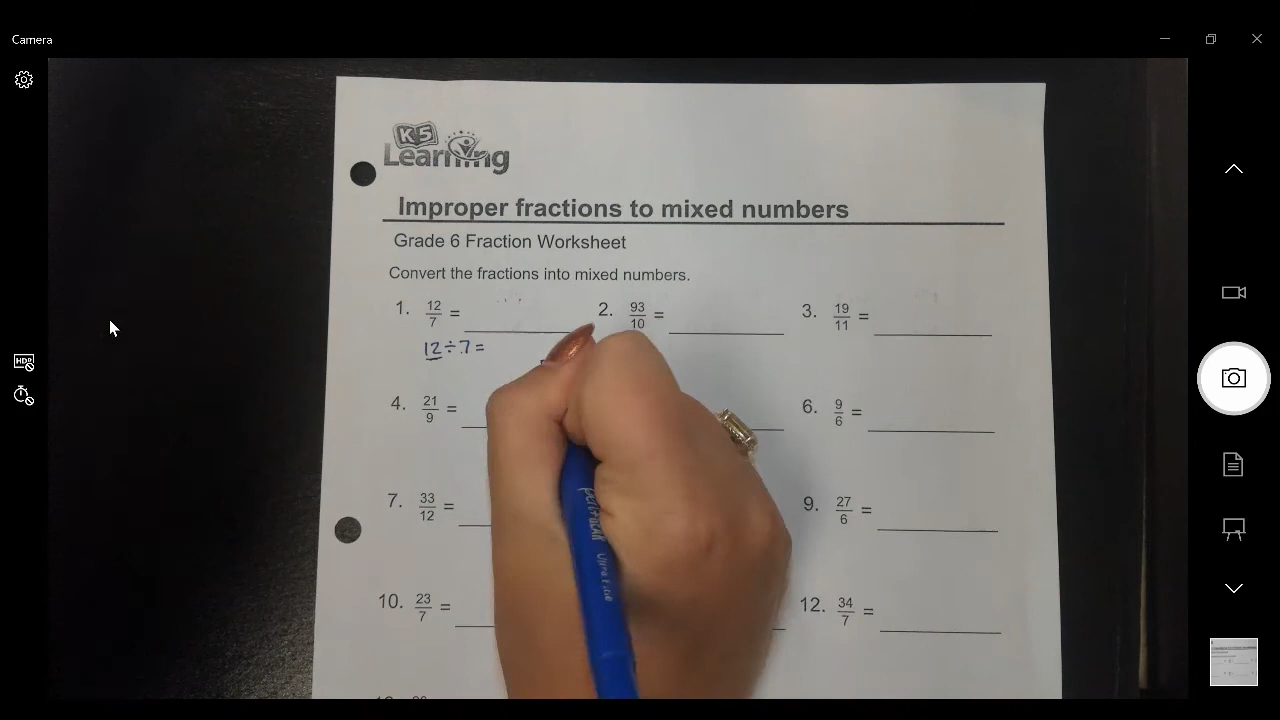 Camera
K5
Learning
Improper fractions to mixed numbers
Grade 6 Fraction Worksheet
Convert the fractions into mixed numbers.
1. 12/7 = 2. 93/10 = 3. 19/11 =
12 ÷ 7 =
4. 21/9 = 6. 9/6 =
7. 33/12 = 9. 27/6 =
10. 23/7 = 12. 34/7 =